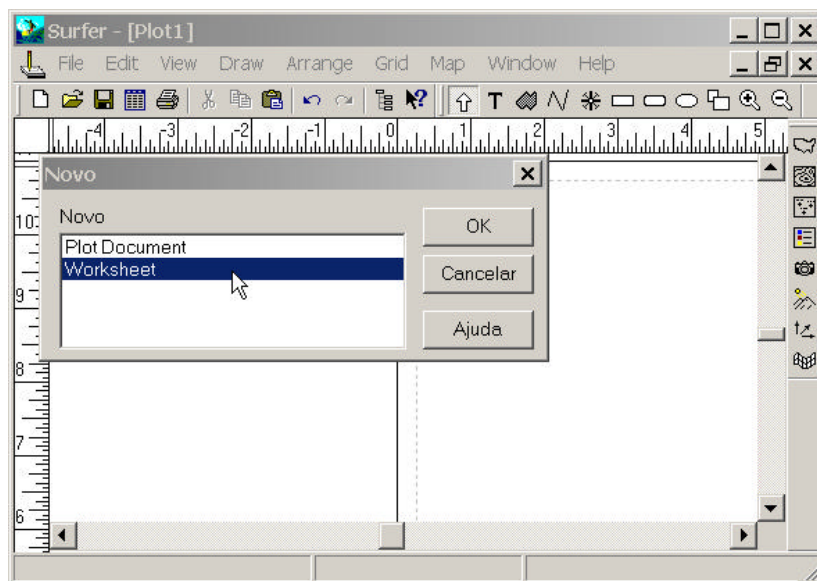 Surfer - [Plot1]
File Edit View Draw Arrange Grid Map Window Help
T
-4 -3 -2 -1 0 1 2 3 4 5
Novo
Novo
Plot Document
Worksheet
OK
Cancelar
Ajuda
10
9
8
7
6